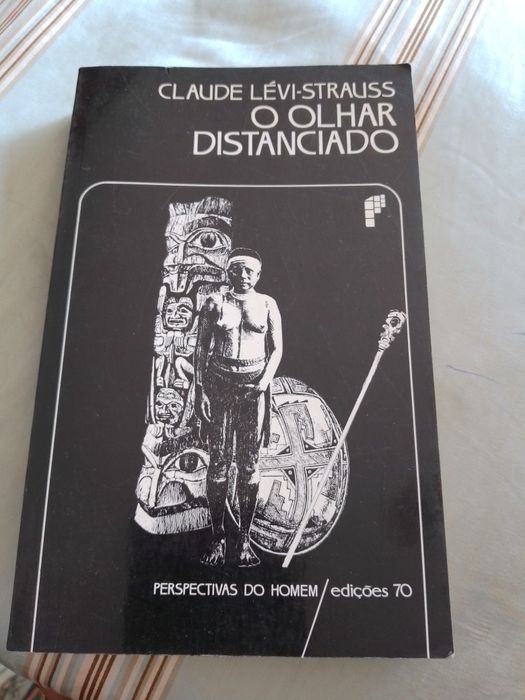 CLAUDE LÉVI-STRAUSS
O OLHAR
DISTANCIADO
PERSPECTIVAS DO HOMEM / edições 70